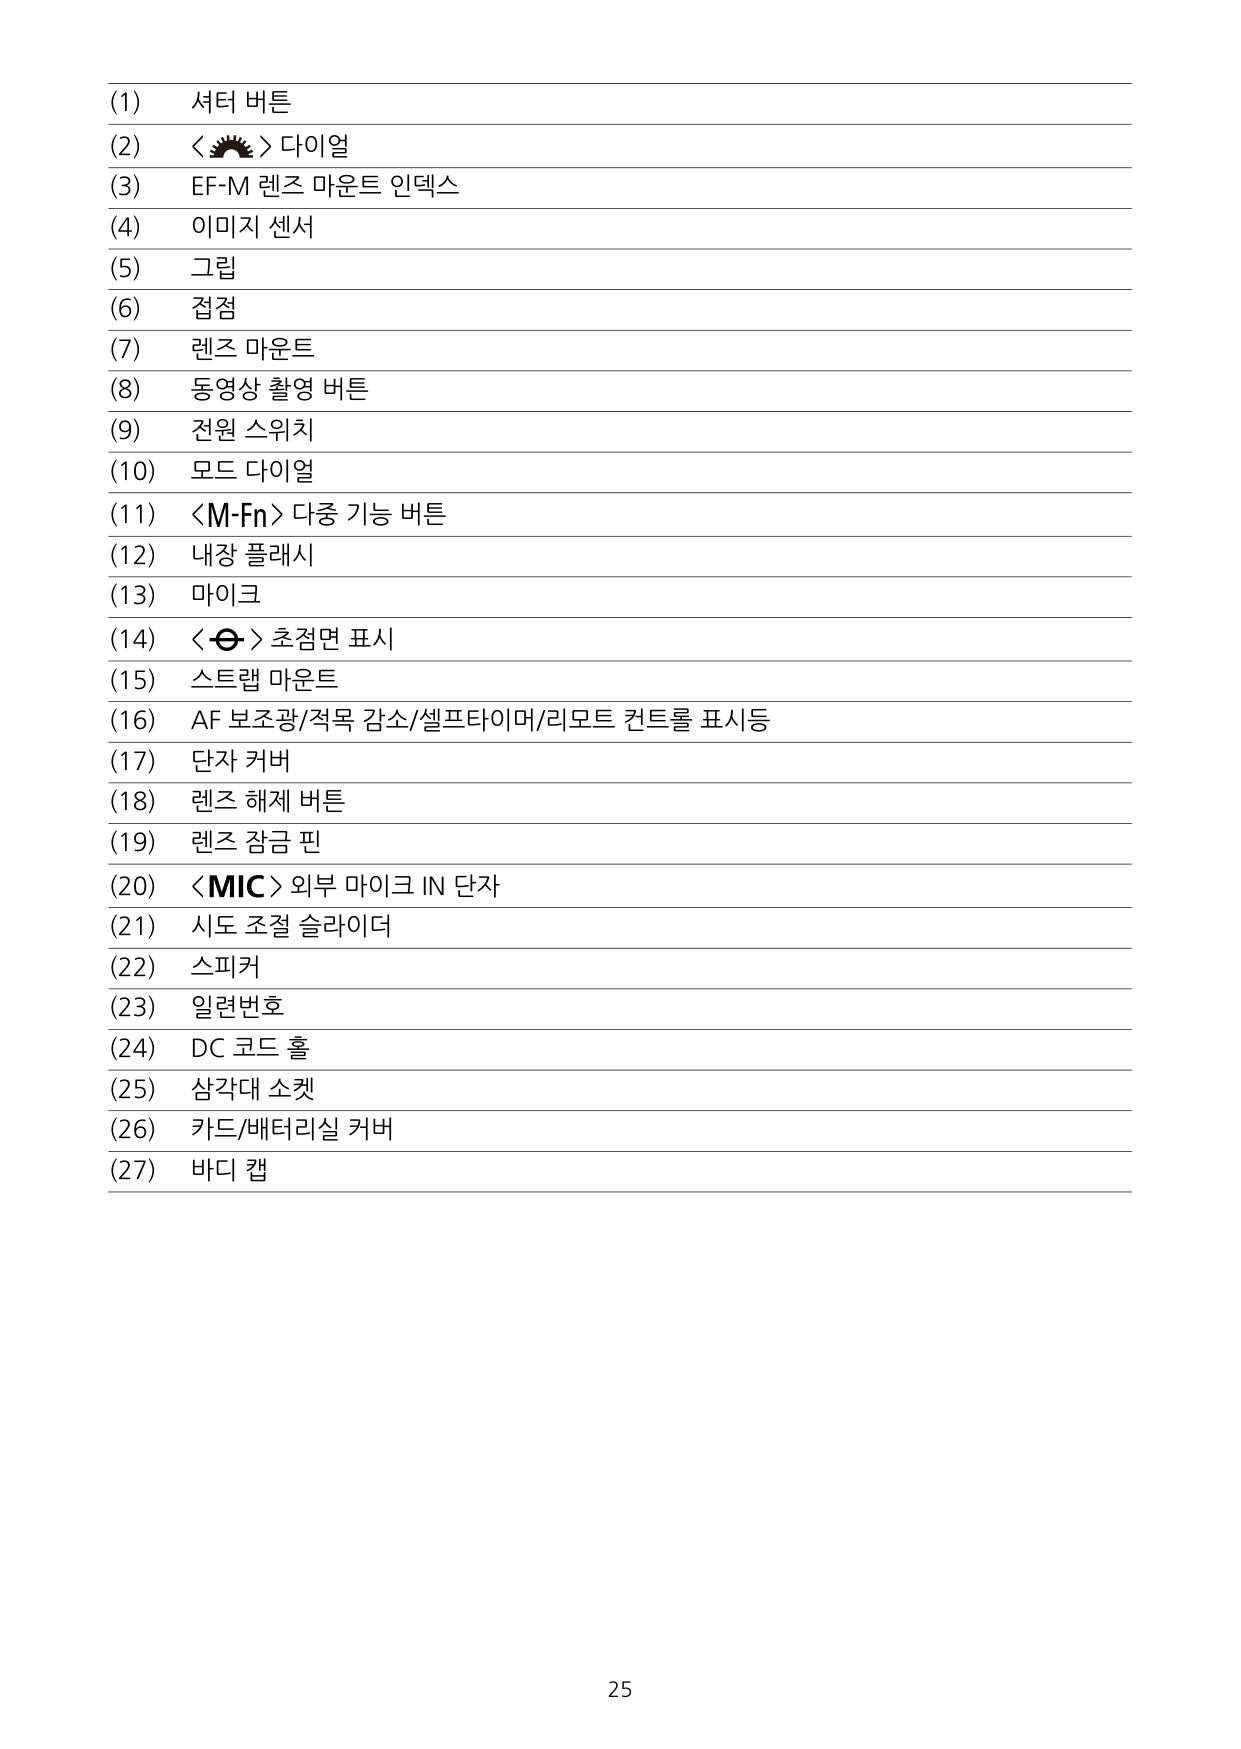 (1) 셔터 버튼
(2) < > 다이얼
(3) EF-M 렌즈 마운트 인덱스
(4) 이미지 센서
(5) 그립
(6) 접점
(7) 렌즈 마운트
(8) 동영상 촬영 버튼
(9) 전원 스위치
(10) 모드 다이얼
(11) <M-Fn> 다중 기능 버튼
(12) 내장 플래시
(13) 마이크
(14) < > 초점면 표시
(15) 스트랩 마운트
(16) AF 보조광/적목 감소/셀프타이머/리모트 컨트롤 표시등
(17) 단자 커버
(18) 렌즈 해제 버튼
(19) 렌즈 잠금 핀
(20) <MIC> 외부 마이크 IN 단자
(21) 시도 조절 슬라이더
(22) 스피커
(23) 일련번호
(24) DC 코드 홀
(25) 삼각대 소켓
(26) 카드/배터리실 커버
(27) 바디 캡
25